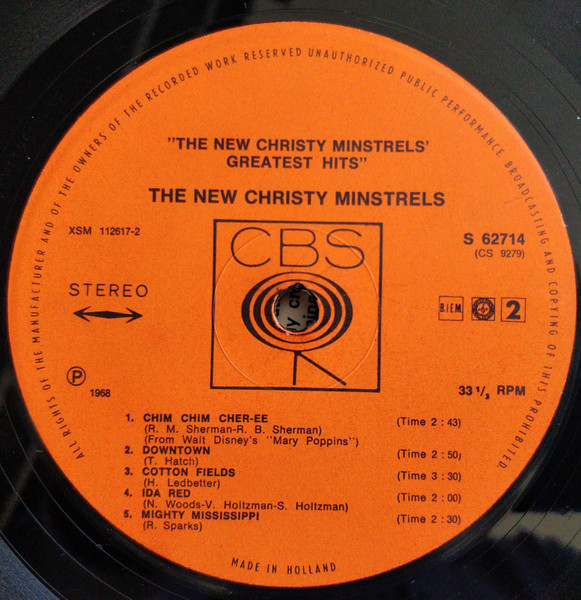 ALL RIGHTS OF THE MANUFACTURER AND OF THE OWNERS OF THE RECORDED WORK RESERVED UNAUTHORIZED PUBLIC PERFORMANCE BROADCASTING AND COPYING OF THIS PROHIBITED
"THE NEW CHRISTY MINSTRELS'
GREATEST HITS"
THE NEW CHRISTY MINSTRELS
XSM 112617-2
CBS
S 62714
(CS 9279)
STEREO
BIEM
2
P
1968
33 1/3 RPM
1. CHIM CHIM CHER-EE (Time 2 : 43)
(R. M. Sherman-R. B. Sherman)
(From Walt Disney's "Mary Poppins")
2. DOWNTOWN (Time 2 : 50)
(T. Hatch)
3. COTTON FIELDS (Time 3 : 30)
(H. Ledbetter)
4. IDA RED (Time 2 : 00)
(N. Woods-V. Holtzman-S. Holtzman)
5. MIGHTY MISSISSIPPI (Time 2 : 30)
(R. Sparks)
MADE IN HOLLAND